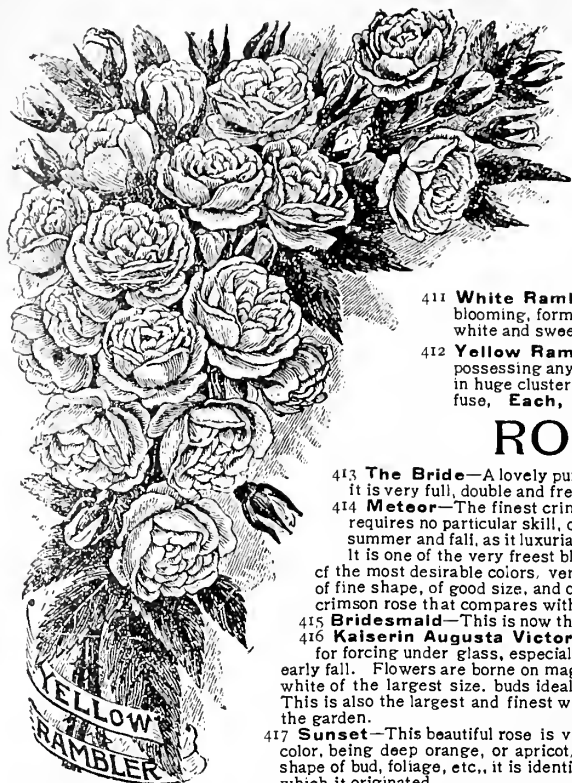 411 White Rambl
blooming, form
white and swee
412 Yellow Ram
possessing any
in huge cluster
fuse, Each,
RO
413 The Bride—A lovely pu
it is very full, double and fre
414 Meteor—The finest crim
requires no particular skill, c
summer and fall, as it luxuria
It is one of the very freest bl
of the most desirable colors, ver
of fine shape, of good size, and c
crimson rose that compares with
415 Bridesmaid—This is now th
416 Kaiserin Augusta Victor
for forcing under glass, especial
early fall. Flowers are borne on mag
white of the largest size. buds ideal
This is also the largest and finest w
the garden.
417 Sunset—This beautiful rose is v
color, being deep orange, or apricot,
shape of bud, foliage, etc,, it is identi
which it originated
YELLOW
RAMBLER